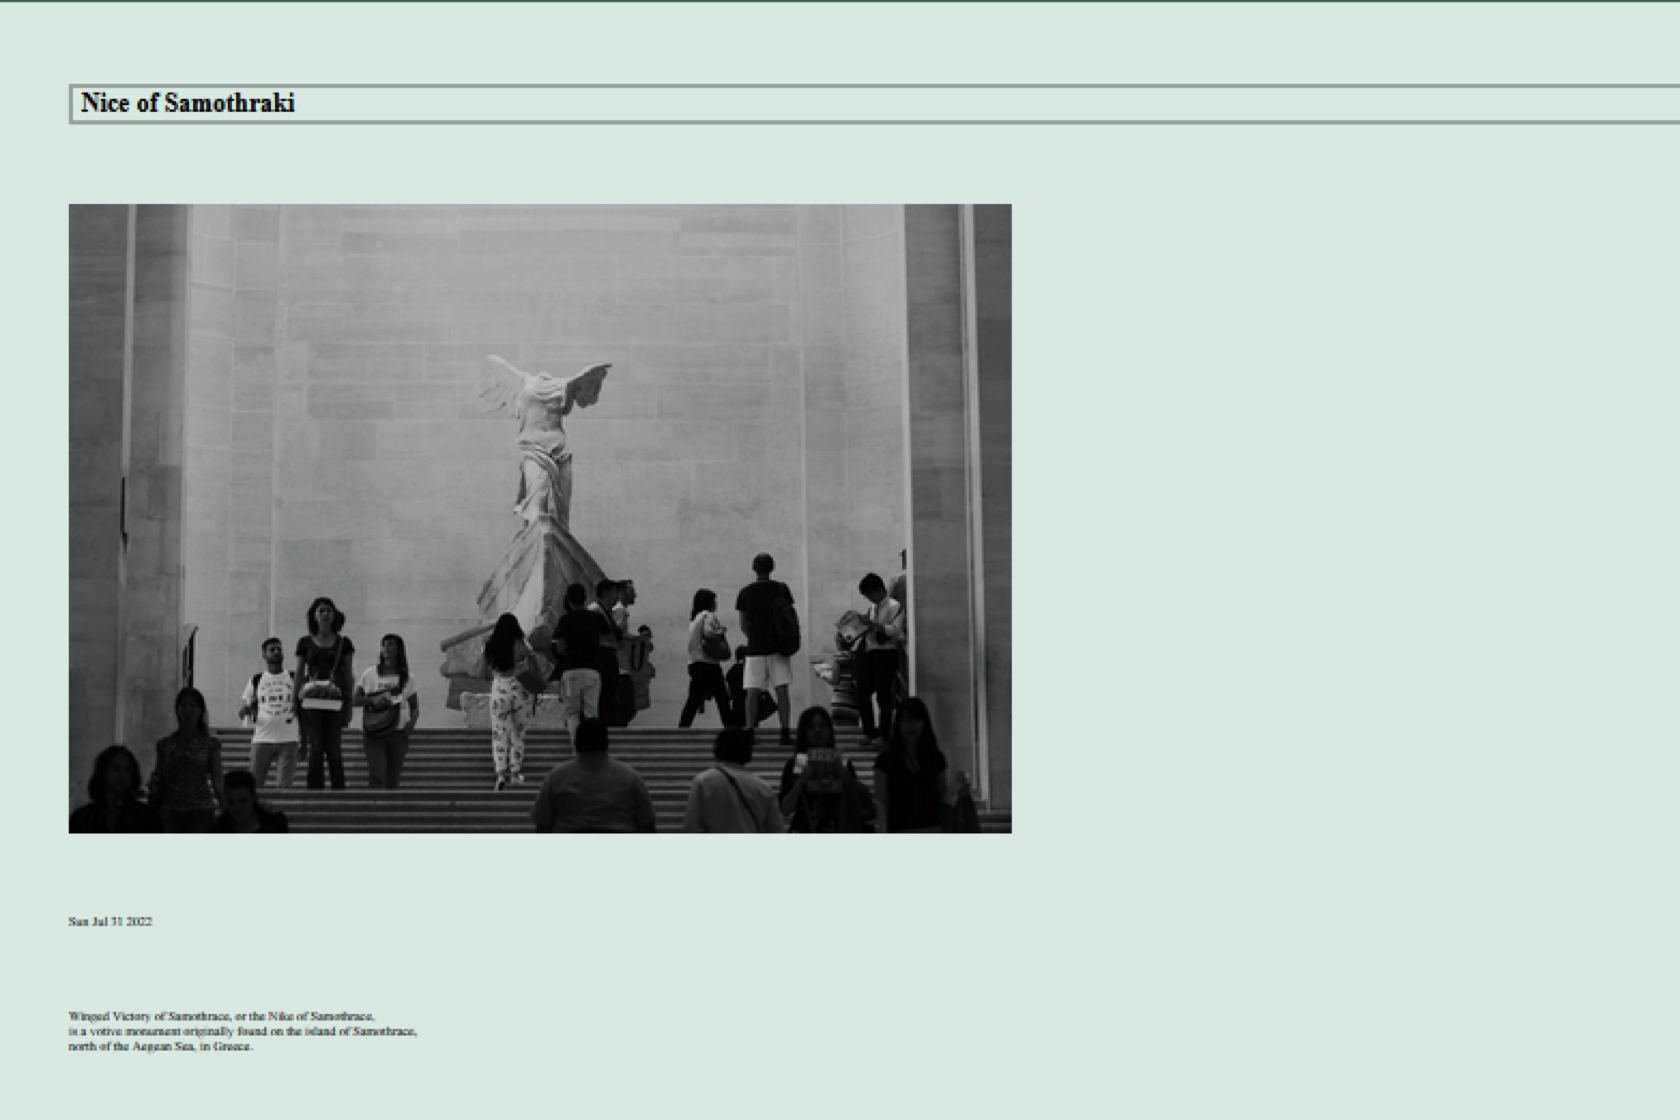 Nice of Samothraki
Sun Jul 31 2022
Winged Victory of Samothrace, or the Nike of Samothrace,
is a votive monument originally found on the island of Samothrace,
north of the Aegean Sea, in Greece.